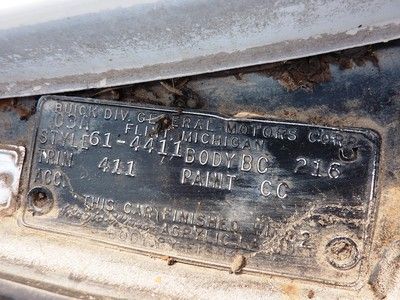 BUICK DIV. GENERAL MOTORS CORP.
FLINT, MICHIGAN
STYLE 61-4411 BODY BC 216
TRIM 411 PAINT CC
ACC.
THIS CAR FINISHED